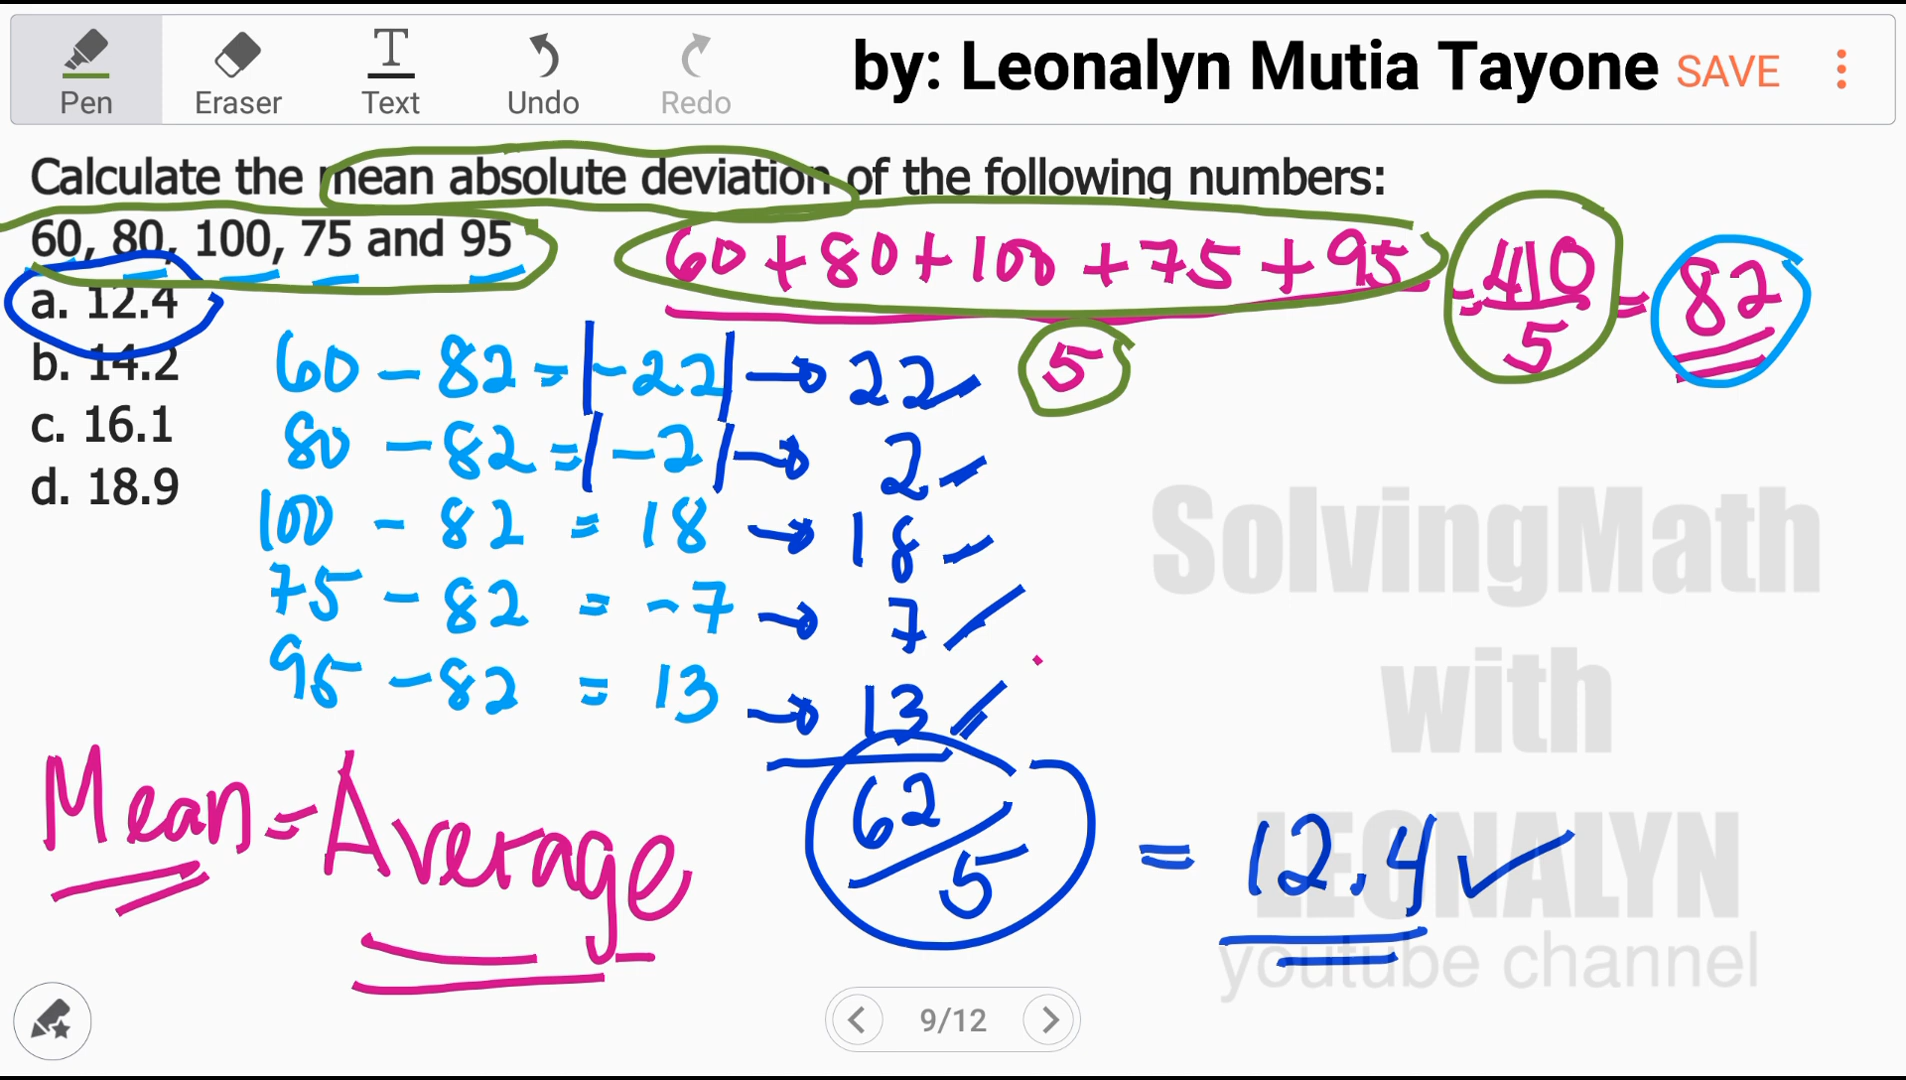 Pen Eraser Text Undo Redo by: Leonalyn Mutia Tayone SAVE
Calculate the mean absolute deviation of the following numbers:
60, 80, 100, 75 and 95
60+80+100+75+95 = 410 = 82
5 5
a. 12.4
b. 14.2
c. 16.1
d. 18.9
60 - 82 = |-22| → 22
80 - 82 = |-2| → 2
100 - 82 = 18 → 18
75 - 82 = -7 → 7
95 - 82 = 13 → 13
Mean = Average
62/5 = 12.4 ✓
SolvingMath
with
LEONALYN
youtube channel
9/12